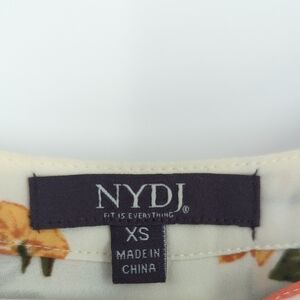 NYDJ®
FIT IS EVERYTHING
XS
MADE IN
CHINA